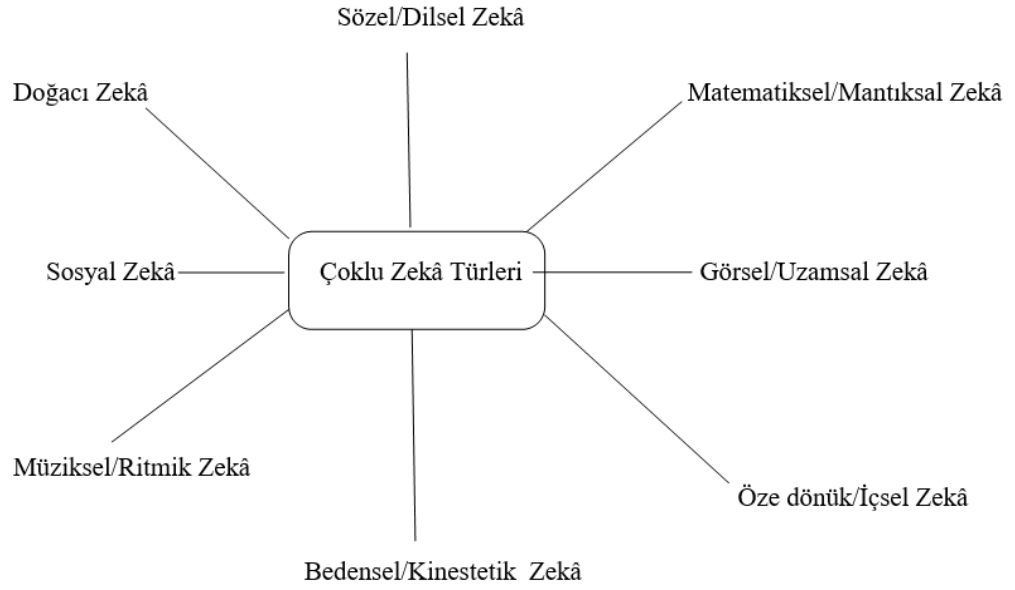 Sözel/Dilsel Zekâ
Doğacı Zekâ
Matematiksel/Mantıksal Zekâ
Sosyal Zekâ
Çoklu Zekâ Türleri
Görsel/Uzamsal Zekâ
Müziksel/Ritmik Zekâ
Öze dönük/İçsel Zekâ
Bedensel/Kinestetik Zekâ